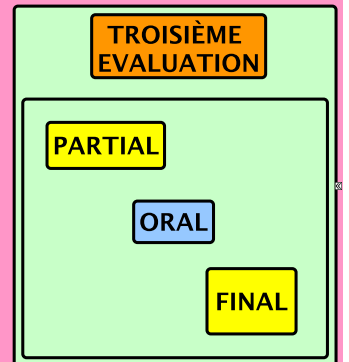 TROISIÈME
EVALUATION
PARTIAL
ORAL
FINAL